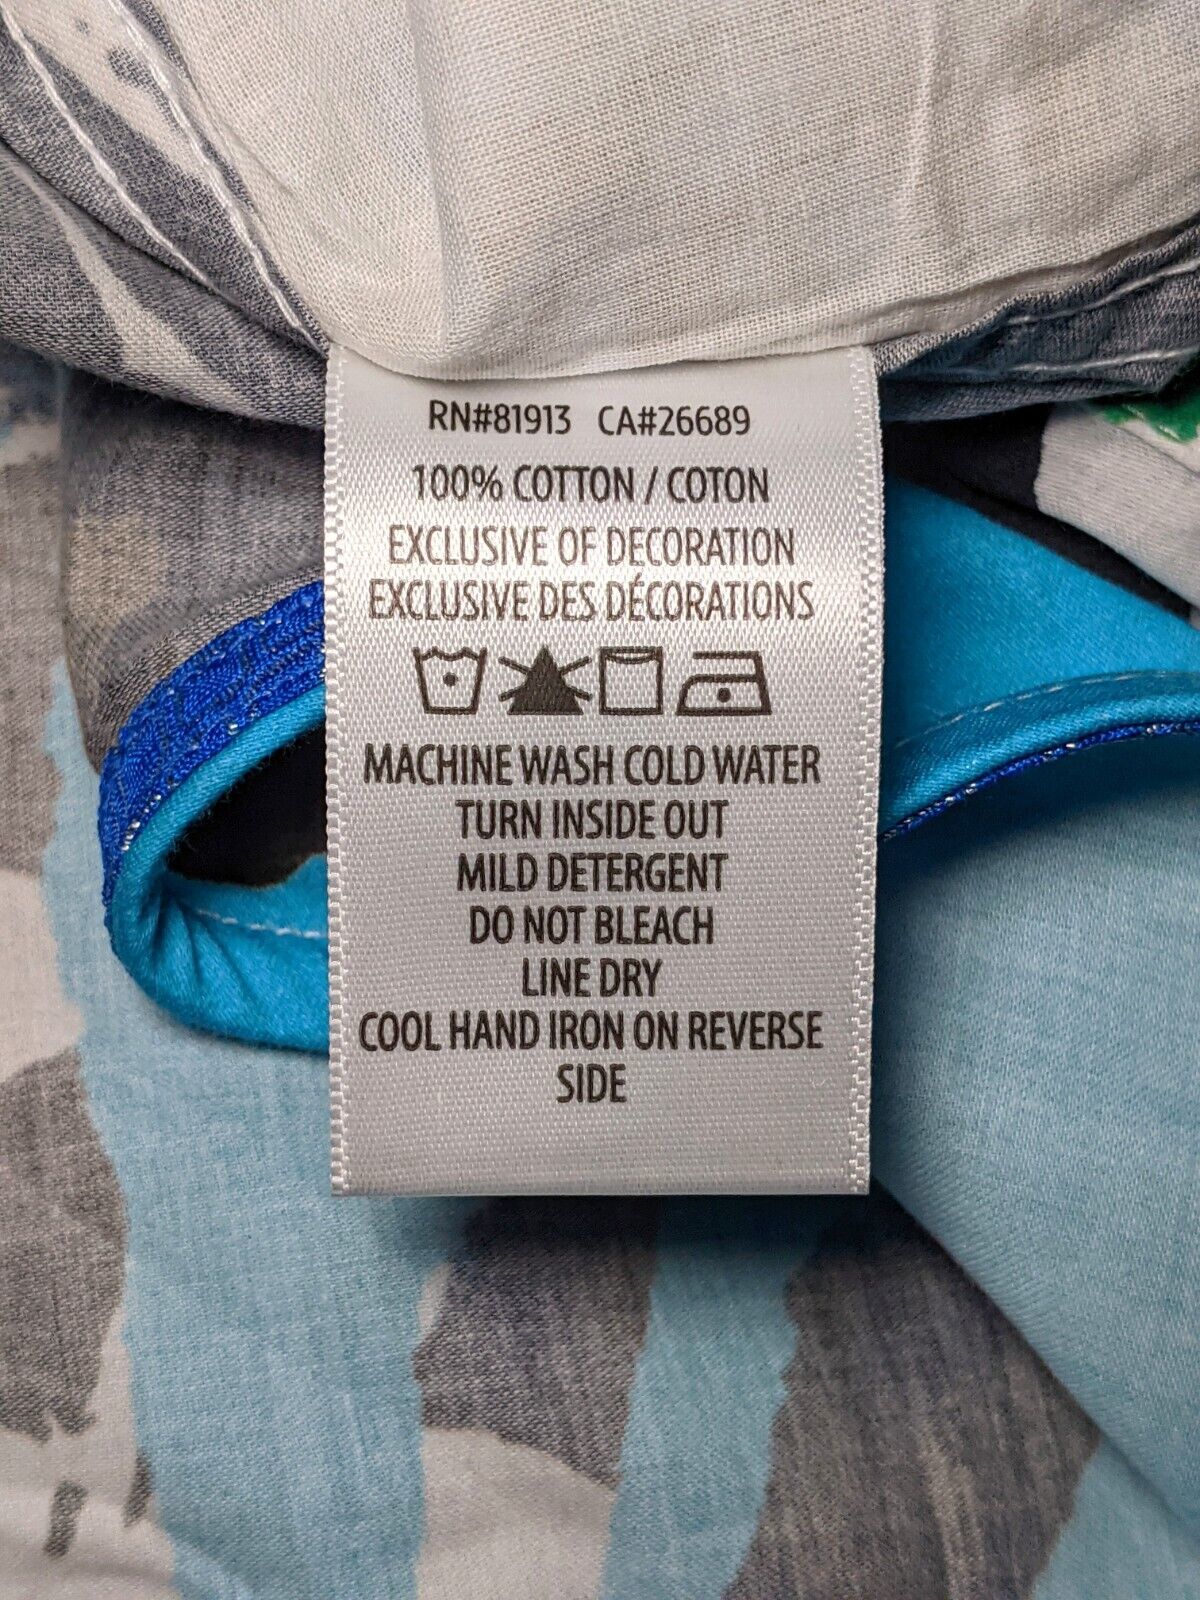 RN#81913 CA#26689
100% COTTON / COTON
EXCLUSIVE OF DECORATION
EXCLUSIVE DES DÉCORATIONS
MACHINE WASH COLD WATER
TURN INSIDE OUT
MILD DETERGENT
DO NOT BLEACH
LINE DRY
COOL HAND IRON ON REVERSE
SIDE